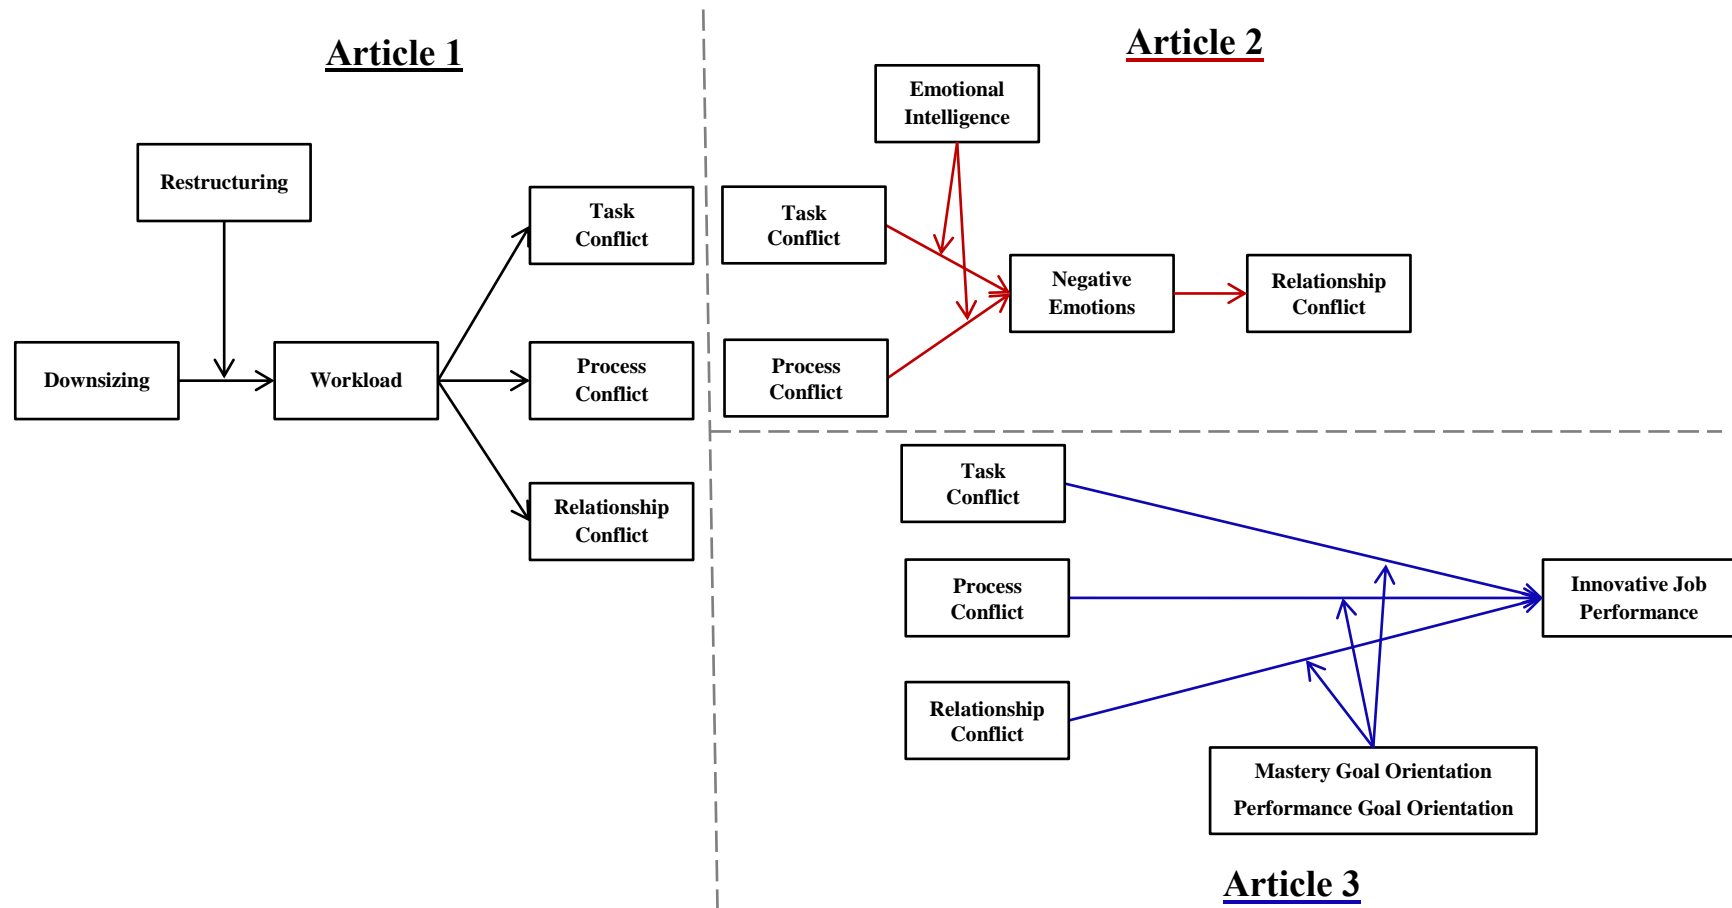 Article 1
Restructuring
Downsizing
Workload
Task
Conflict
Process
Conflict
Relationship
Conflict
Article 2
Emotional
Intelligence
Task
Conflict
Process
Conflict
Negative
Emotions
Relationship
Conflict
Task
Conflict
Process
Conflict
Relationship
Conflict
Innovative Job
Performance
Mastery Goal Orientation
Performance Goal Orientation
Article 3